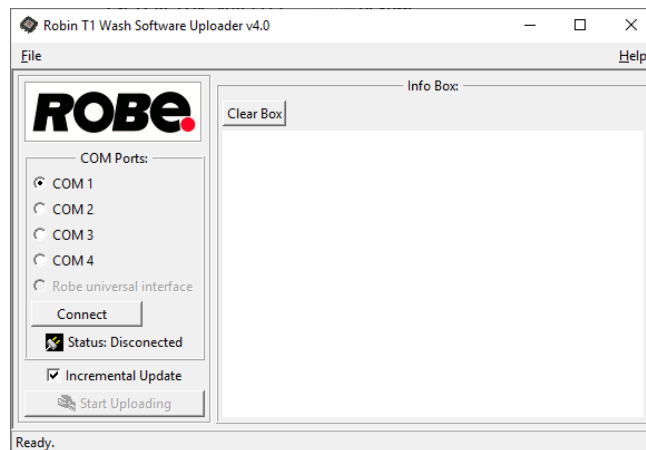 Robin T1 Wash Software Uploader v4.0
File
Help
ROBE.
COM Ports:
COM 1
COM 2
COM 3
COM 4
Robe universal interface
Connect
Status: Disconected
Incremental Update
Start Uploading
Info Box:
Clear Box
Ready.